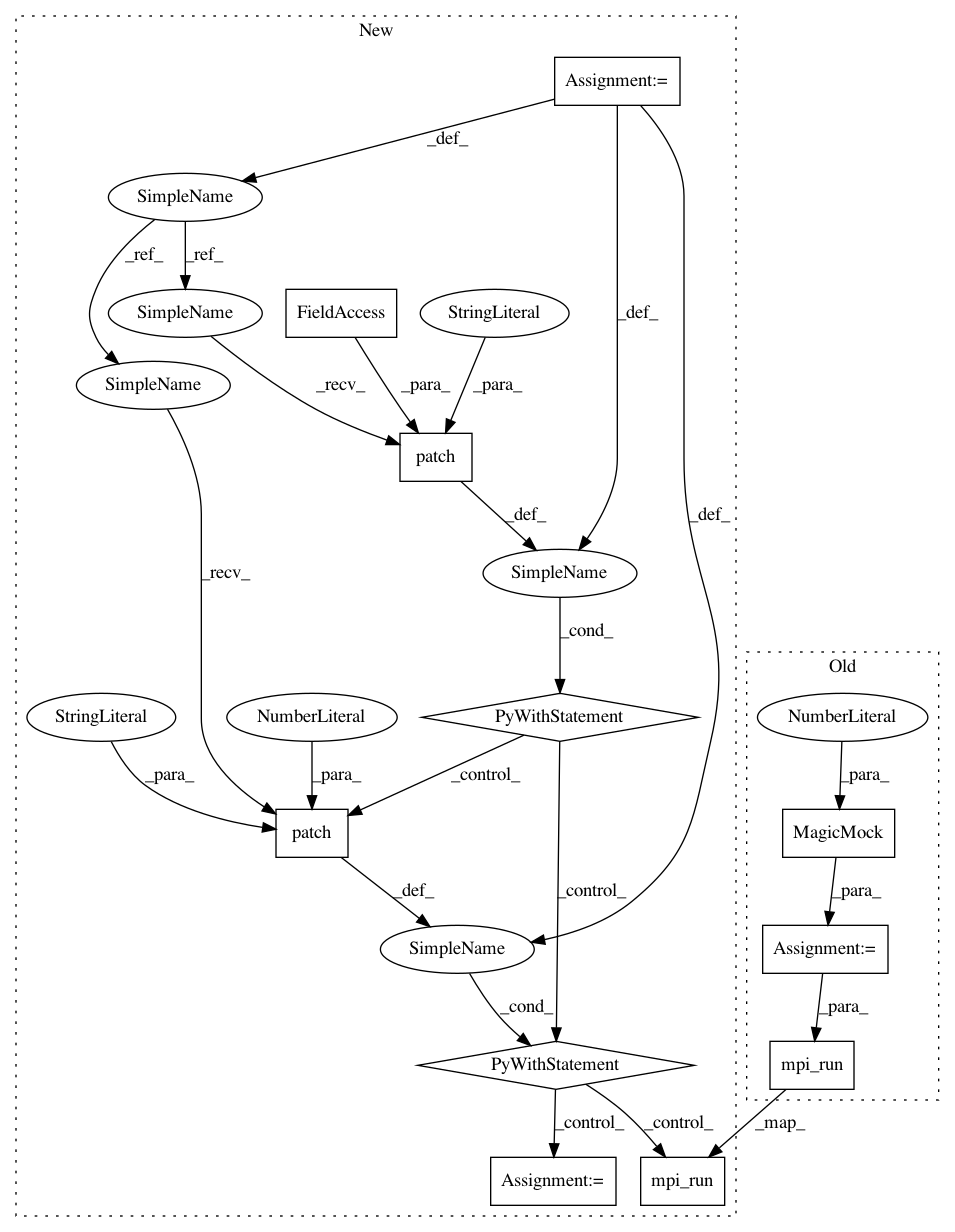 New
Assignment:=
_def_
SimpleName
_ref_
_ref_
SimpleName
FieldAccess
StringLiteral
_def_
SimpleName
_recv_
_para_
_para_
patch
_def_
_def_
_recv_
SimpleName
_cond_
Old
StringLiteral
NumberLiteral
PyWithStatement
NumberLiteral
_para_
_para_
_control_
_para_
patch
MagicMock
_def_
_control_
_para_
SimpleName
Assignment:=
_cond_
_para_
PyWithStatement
mpi_run
_control_
_control_
_map_
Assignment:=
mpi_run